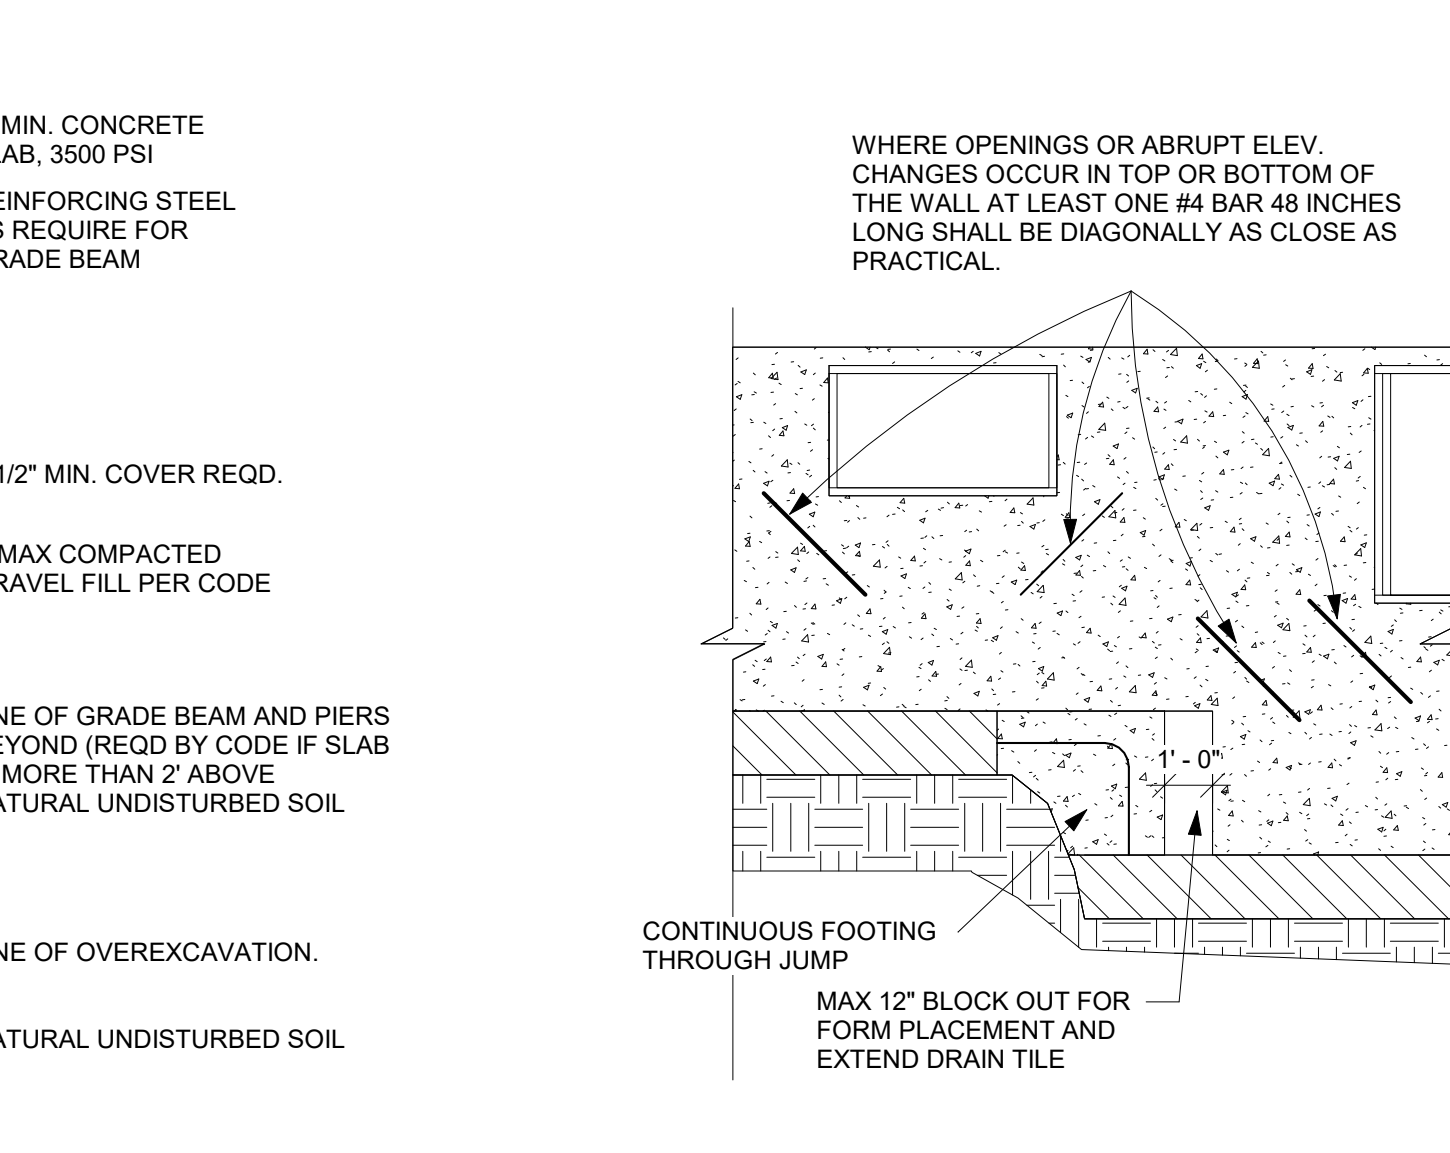 MIN. CONCRETE
LAB, 3500 PSI
EINFORCING STEEL
S REQUIRE FOR
RADE BEAM
1/2" MIN. COVER REQD.
MAX COMPACTED
RAVEL FILL PER CODE
NE OF GRADE BEAM AND PIERS
EYOND (REQD BY CODE IF SLAB
MORE THAN 2' ABOVE
ATURAL UNDISTURBED SOIL
NE OF OVEREXCAVATION.
ATURAL UNDISTURBED SOIL
WHERE OPENINGS OR ABRUPT ELEV.
CHANGES OCCUR IN TOP OR BOTTOM OF
THE WALL AT LEAST ONE #4 BAR 48 INCHES
LONG SHALL BE DIAGONALLY AS CLOSE AS
PRACTICAL.
1' - 0"
CONTINUOUS FOOTING
THROUGH JUMP
MAX 12" BLOCK OUT FOR
FORM PLACEMENT AND
EXTEND DRAIN TILE